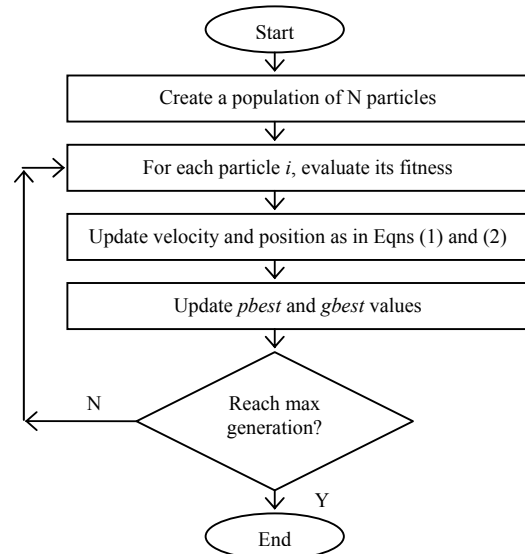 Start
Create a population of N particles
For each particle i, evaluate its fitness
Update velocity and position as in Eqns (1) and (2)
Update pbest and gbest values
Reach max
generation?
N
Y
End